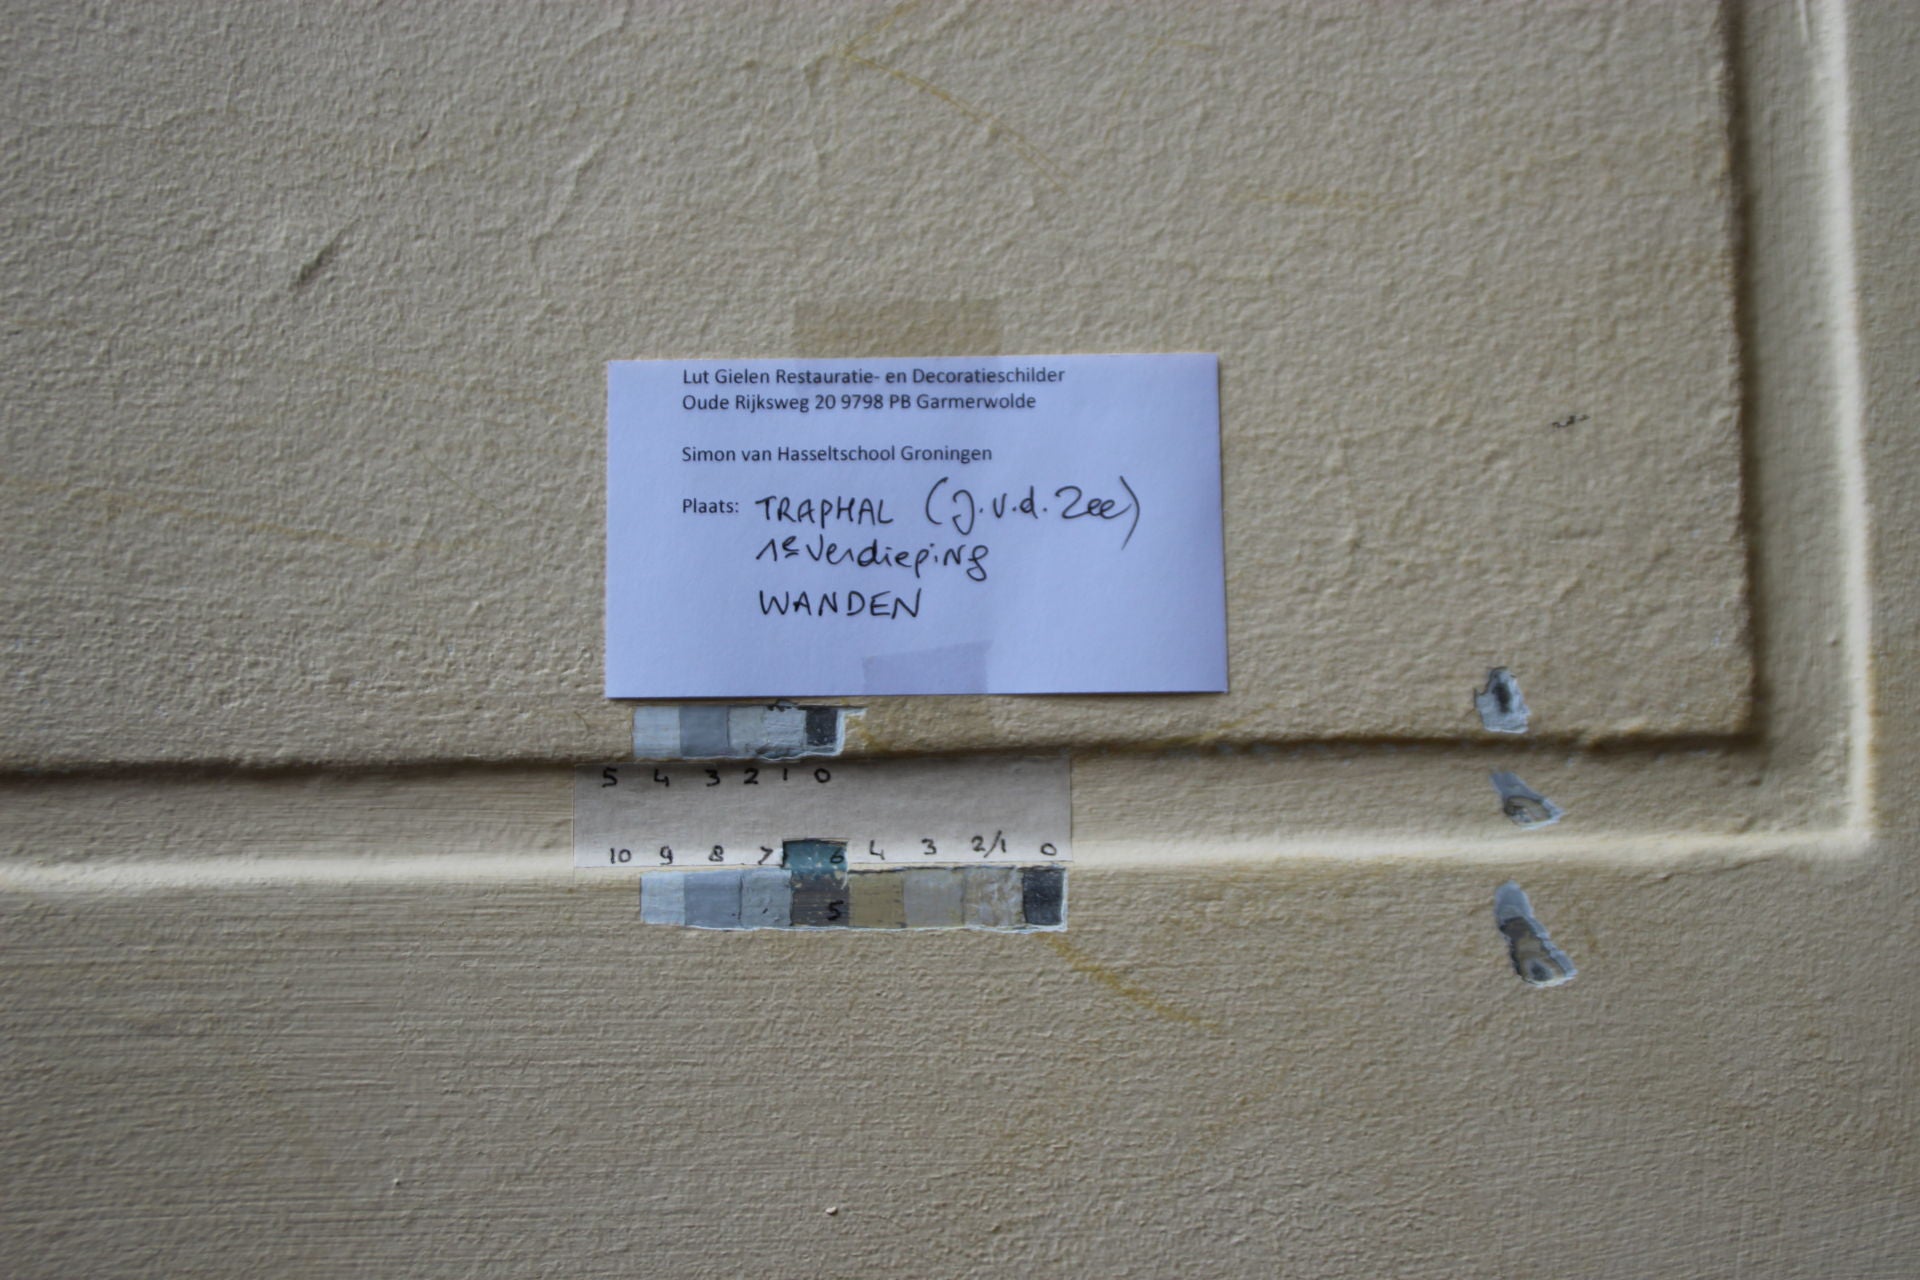 Lut Gielen Restauratie- en Decoratieschilder
Oude Rijksweg 20 9798 PB Garmerwolde
Simon van Hasseltschool Groningen
Plaats: TRAPHAL (J.v.d. Zee)
1e Verdieping
WANDEN
5 4 3 2 1 0
10 9 8 7 6 4 3 2/1 0
5